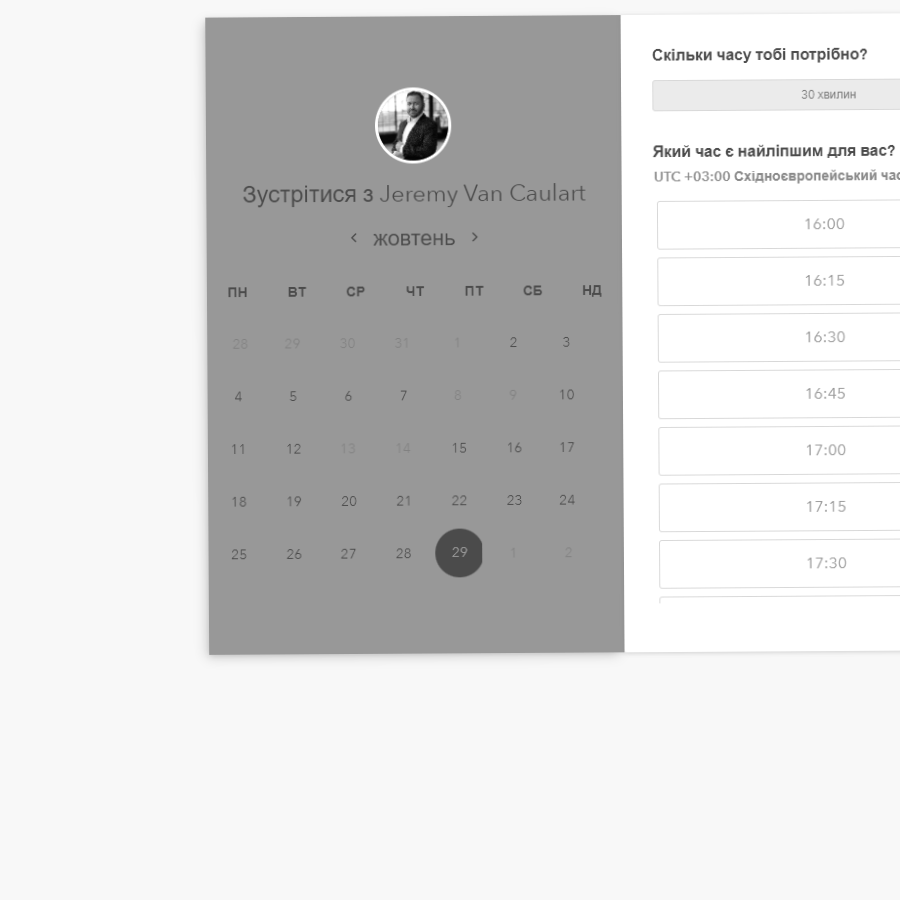 Зустрітися з Jeremy Van Caulart
‹ жовтень ›
ПН ВТ СР ЧТ ПТ СБ НД
28 29 30 31 1 2 3
4 5 6 7 8 9 10
11 12 13 14 15 16 17
18 19 20 21 22 23 24
25 26 27 28 29 1 2
Скільки часу тобі потрібно?
30 хвилин
Який час є найліпшим для вас?
UTC +03:00 Східноєвропейський
16:00
16:15
16:30
16:45
17:00
17:15
17:30